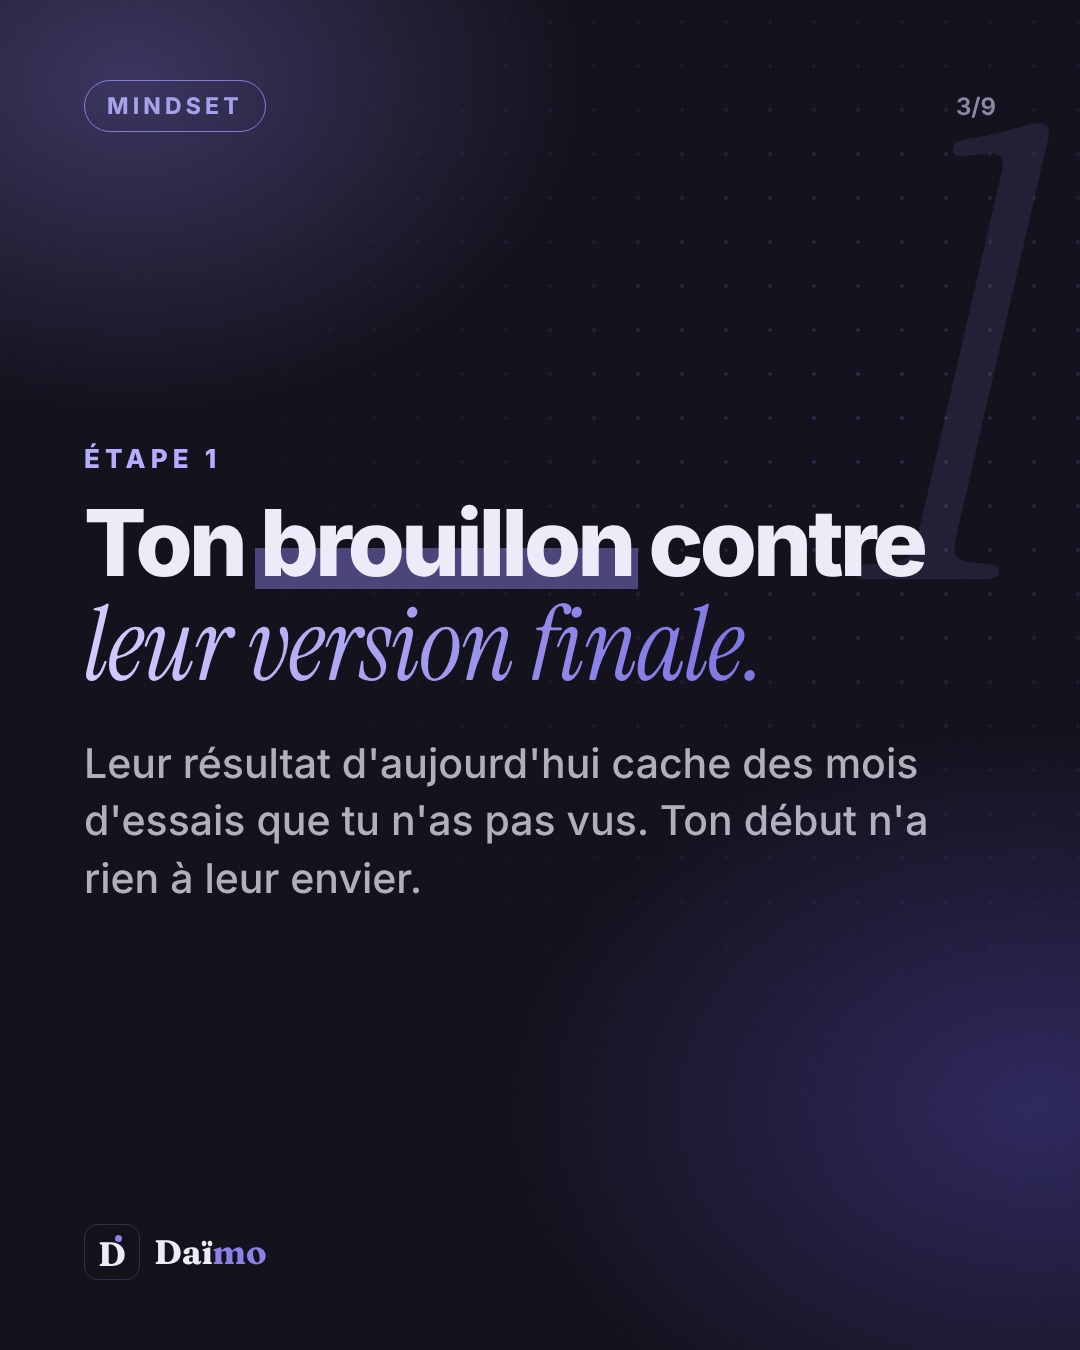 MINDSET
3/9
1
ÉTAPE 1
Ton brouillon contre
leur version finale.
Leur résultat d'aujourd'hui cache des mois
d'essais que tu n'as pas vus. Ton début n'a
rien à leur envier.
D Daïmo